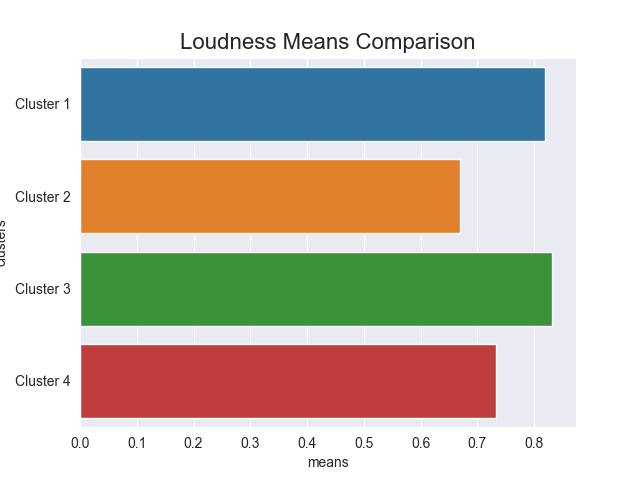 Loudness Means Comparison
Cluster 1
Cluster 2
Cluster 3
Cluster 4
0.0 0.1 0.2 0.3 0.4 0.5 0.6 0.7 0.8
means